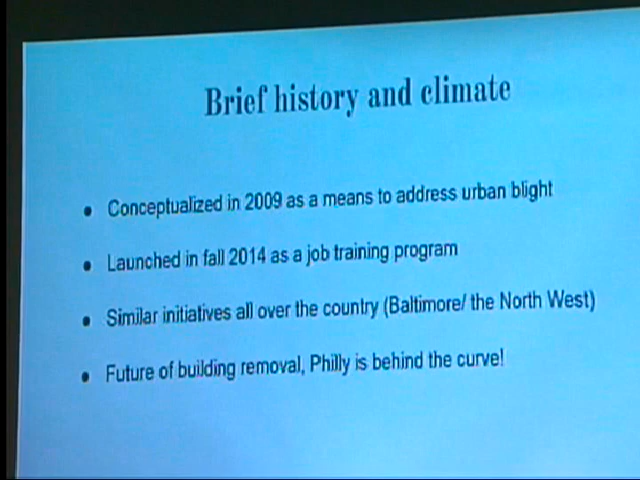 Brief history and climate
• Conceptualized in 2009 as a means to address urban blight
• Launched in fall 2014 as a job training program
• Similar initiatives all over the country (Baltimore/ the North West)
• Future of building removal, Philly is behind the curve!